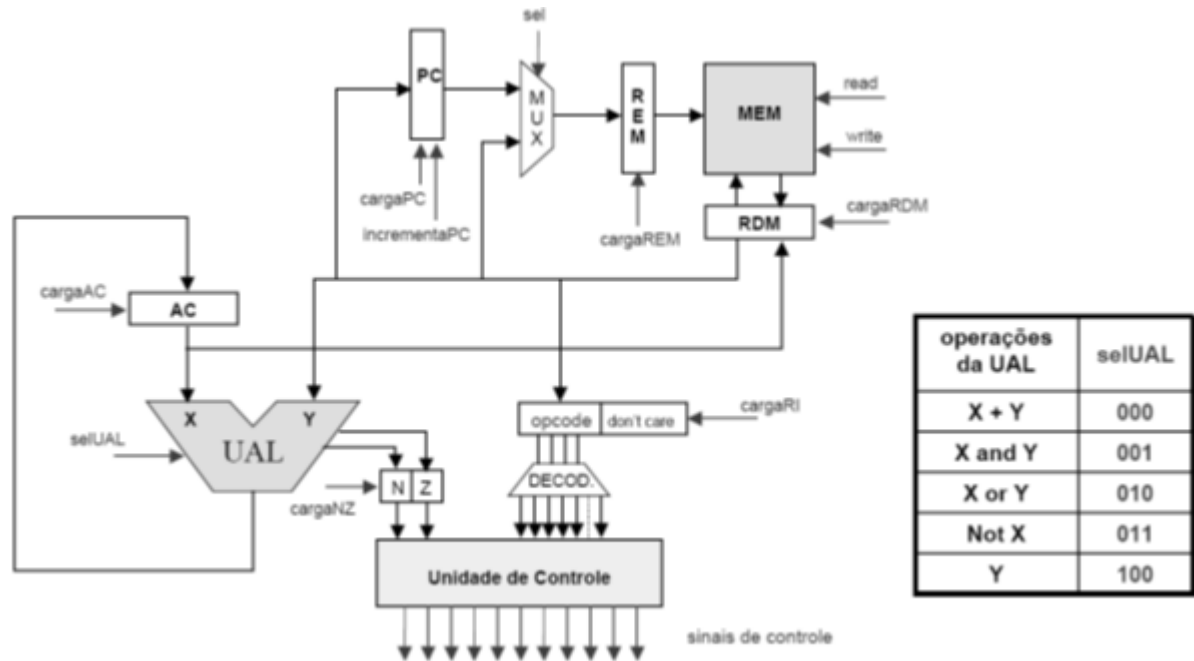 sel
PC
M
U
X
R
E
M
MEM
read
write
cargaPC
incrementaPC
cargaREM
RDM
cargaRDM
cargaAC
AC
X
Y
UAL
selUAL
opcode
don't care
cargaRI
N
Z
cargaNZ
DECOD.
Unidade de Controle
sinais de controle
operações
da UAL
selUAL
X + Y
000
X and Y
001
X or Y
010
Not X
011
Y
100